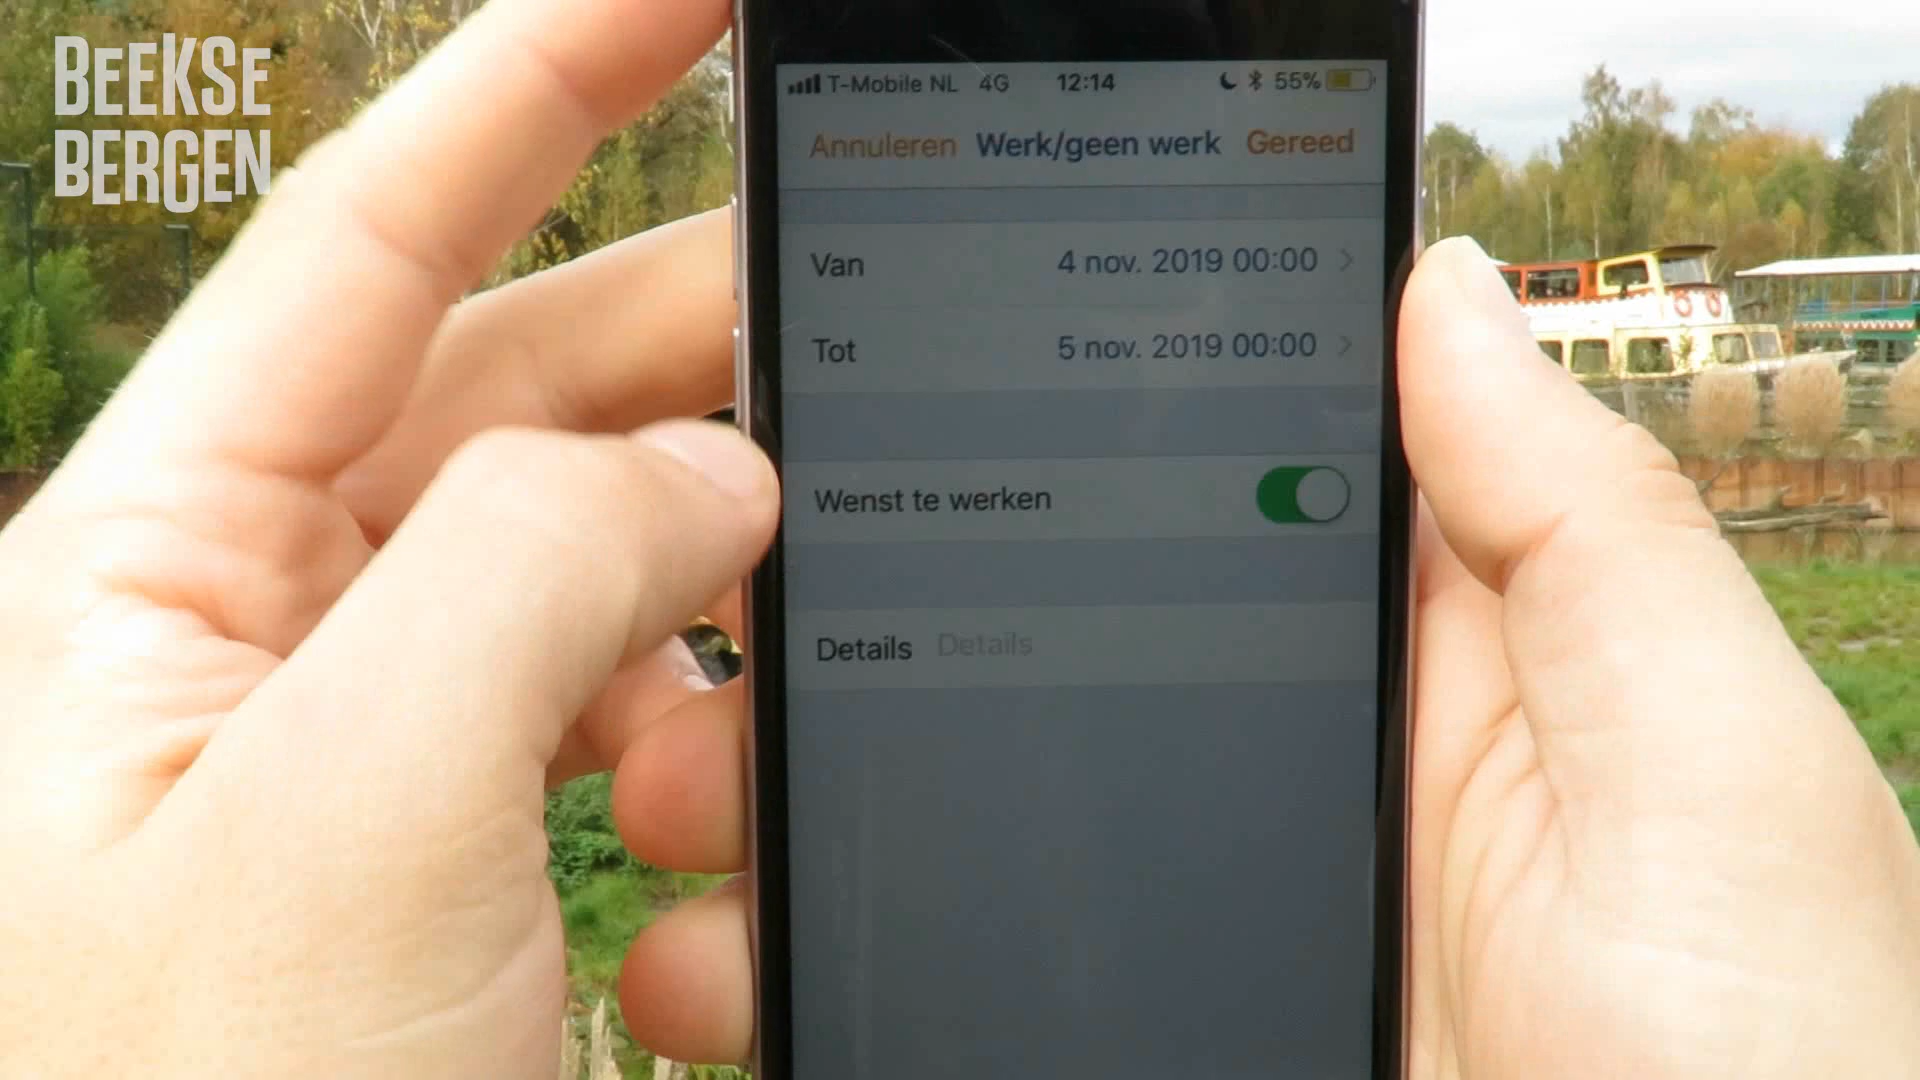 BEEKSE
BERGEN
T-Mobile NL 4G 12:14 55%
Annuleren Werk/geen werk Gereed
Van 4 nov. 2019 00:00
Tot 5 nov. 2019 00:00
Wenst te werken
Details Details